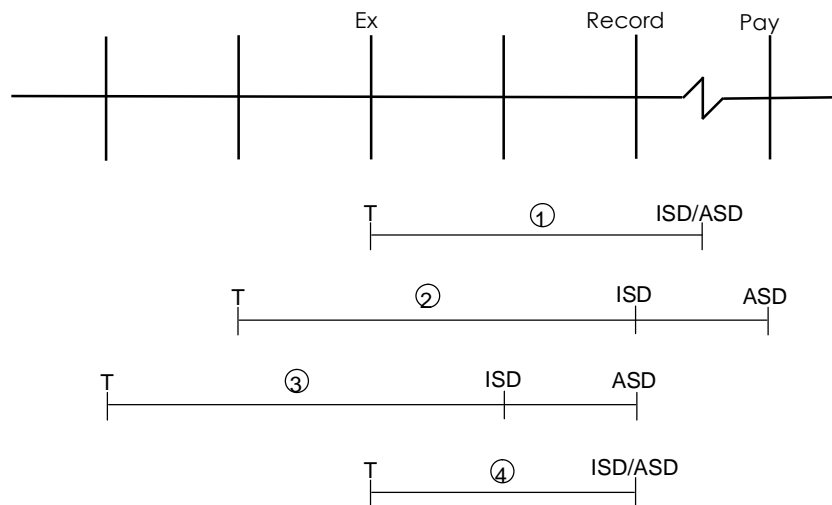 Ex Record Pay
T ① ISD/ASD
T ② ISD ASD
T ③ ISD ASD
T ④ ISD/ASD